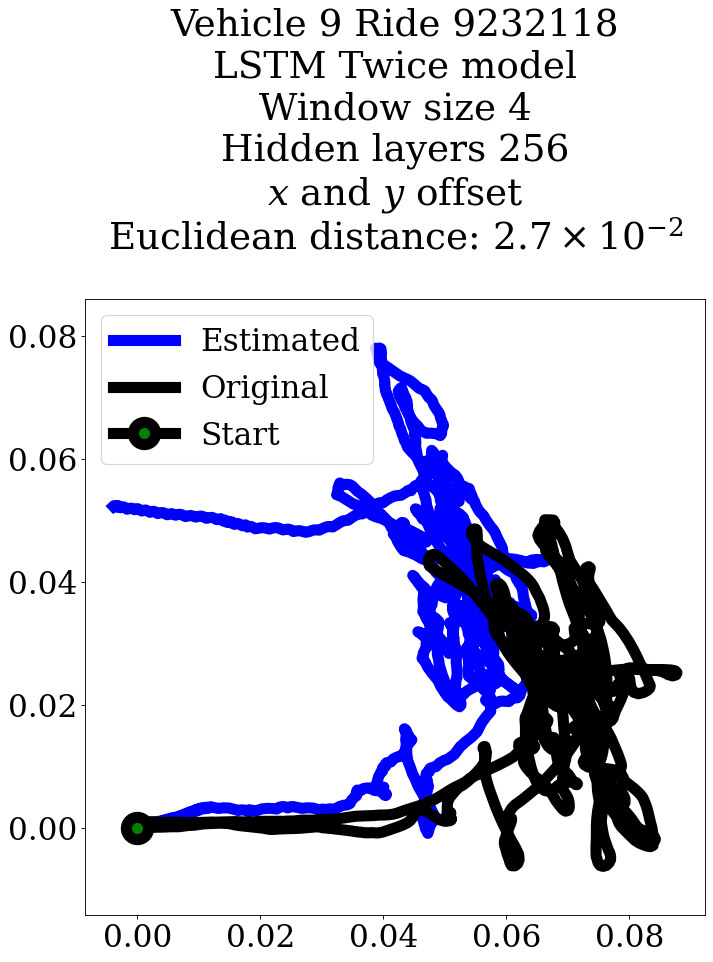 Vehicle 9 Ride 9232118
LSTM Twice model
Window size 4
Hidden layers 256
x and y offset
Euclidean distance: 2.7 × 10⁻²
Estimated
Original
Start
0.08
0.06
0.04
0.02
0.00
0.00 0.02 0.04 0.06 0.08